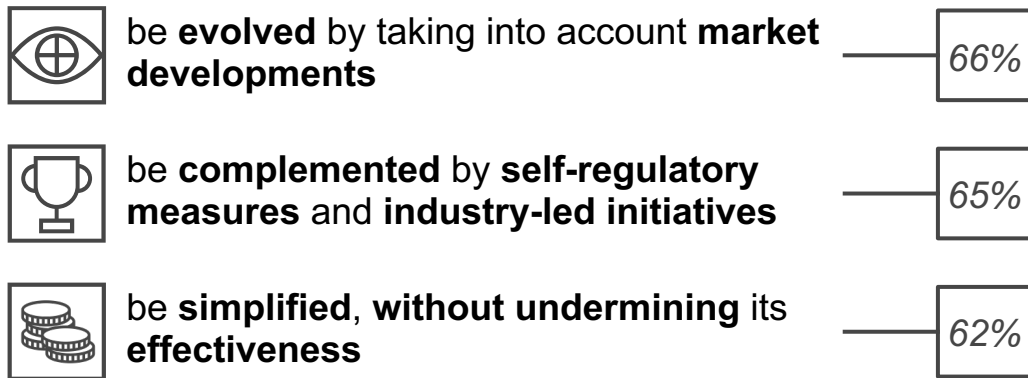 be evolved by taking into account market
developments
66%
be complemented by self-regulatory
measures and industry-led initiatives
65%
be simplified, without undermining its
effectiveness
62%